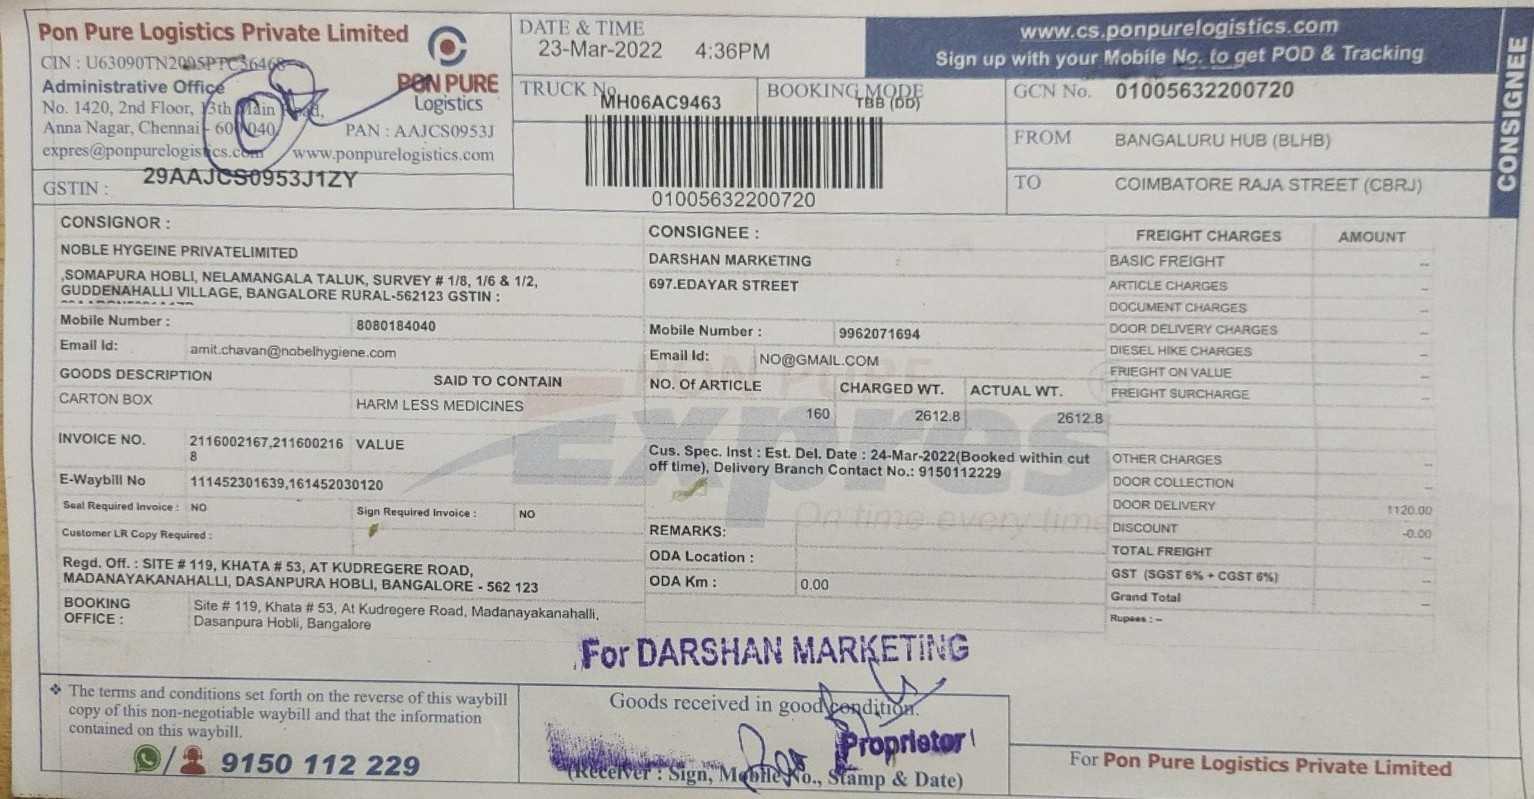 Pon Pure Logistics Private Limited
CIN : U63090TN2005PTC36468
Administrative Office
No. 1420, 2nd Floor, 13th Main Road,
Anna Nagar, Chennai - 600040
PAN : AAJCS0953J
expres@ponpurelogistics.com www.ponpurelogistics.com
PON PURE
Logistics
GSTIN : 29AAJCS0953J1ZY
DATE & TIME
23-Mar-2022 4:36PM
TRUCK No. MH06AC9463
BOOKING MODE TBB (DD)
01005632200720
www.cs.ponpurelogistics.com
Sign up with your Mobile No. to get POD & Tracking
GCN No. 01005632200720
FROM BANGALURU HUB (BLHB)
TO COIMBATORE RAJA STREET (CBRJ)
CONSIGNEE
CONSIGNOR :
NOBLE HYGEINE PRIVATELIMITED
,SOMAPURA HOBLI, NELAMANGALA TALUK, SURVEY # 1/8, 1/6 & 1/2,
GUDDENAHALLI VILLAGE, BANGALORE RURAL-562123 GSTIN :
Mobile Number : 8080184040
Email Id: amit.chavan@nobelhygiene.com
GOODS DESCRIPTION SAID TO CONTAIN
CARTON BOX HARM LESS MEDICINES
INVOICE NO. 2116002167,211600216 VALUE
8
E-Waybill No 111452301639,161452030120
Seal Required Invoice : NO Sign Required Invoice : NO
Customer LR Copy Required :
Regd. Off. : SITE # 119, KHATA # 53, AT KUDREGERE ROAD,
MADANAYAKANAHALLI, DASANPURA HOBLI, BANGALORE - 562 123
BOOKING OFFICE : Site # 119, Khata # 53, At Kudregere Road, Madanayakanahalli,
Dasanpura Hobli, Bangalore
CONSIGNEE :
DARSHAN MARKETING
697.EDAYAR STREET
Mobile Number : 9962071694
Email Id: NO@GMAIL.COM
NO. Of ARTICLE CHARGED WT. ACTUAL WT.
160 2612.8 2612.8
Cus. Spec. Inst : Est. Del. Date : 24-Mar-2022(Booked within cut
off time), Delivery Branch Contact No.: 9150112229
REMARKS:
ODA Location :
ODA Km : 0.00
PON PURE
Expres
On time every time
FREIGHT CHARGES AMOUNT
BASIC FREIGHT --
ARTICLE CHARGES --
DOCUMENT CHARGES --
DOOR DELIVERY CHARGES --
DIESEL HIKE CHARGES --
FRIEGHT ON VALUE --
FREIGHT SURCHARGE --
OTHER CHARGES --
DOOR COLLECTION --
DOOR DELIVERY 1120.00
DISCOUNT -0.00
TOTAL FREIGHT --
GST (SGST 6% + CGST 6%) --
Grand Total --
Rupees : --
For DARSHAN MARKETING
❖ The terms and conditions set forth on the reverse of this waybill
copy of this non-negotiable waybill and that the information
contained on this waybill.
/ 9150 112 229
Goods received in good condition.
Proprietor
(Receiver : Sign, Mobile No., Stamp & Date)
For Pon Pure Logistics Private Limited